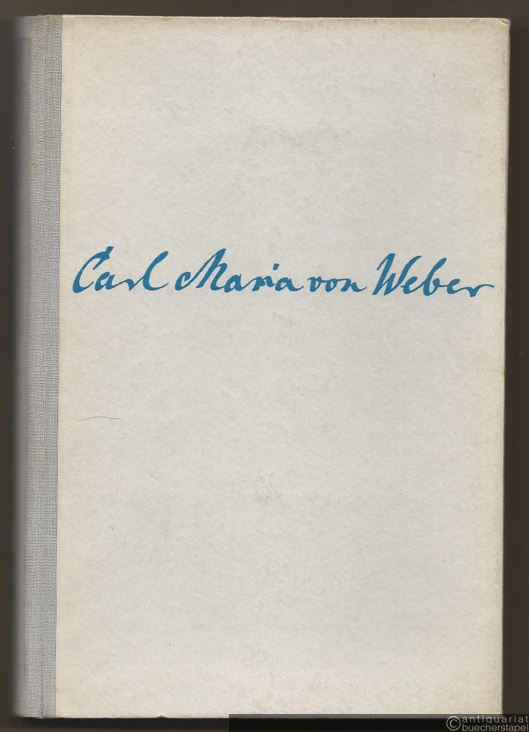 Carl Maria von Weber
antiquariat
buecherstapel